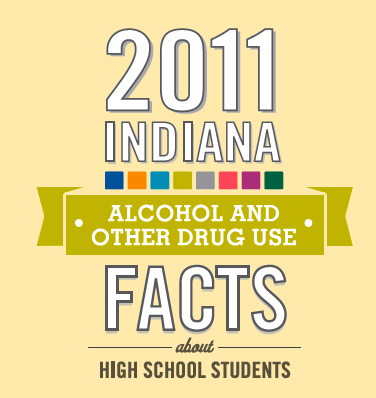 2011
INDIANA
ALCOHOL AND
OTHER DRUG USE
FACTS
about
HIGH SCHOOL STUDENTS